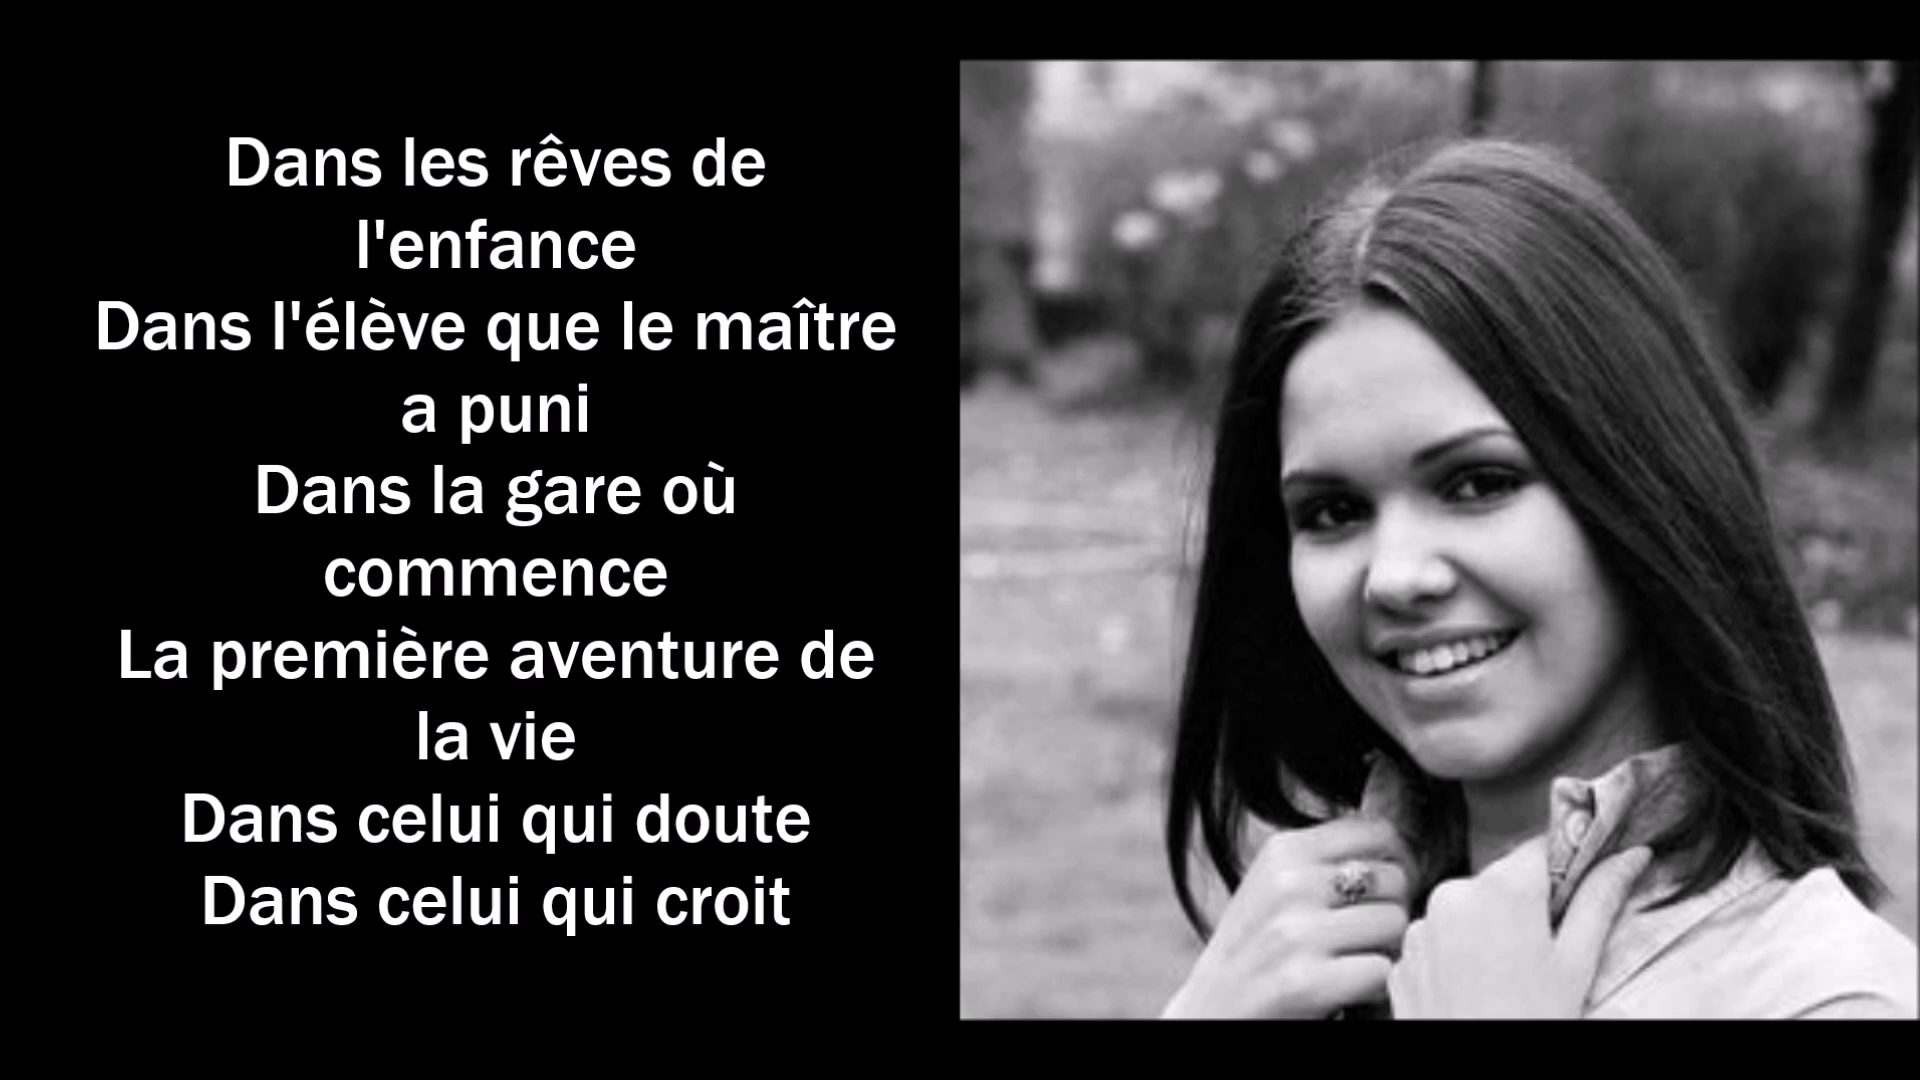 Dans les rêves de
l'enfance
Dans l'élève que le maître
a puni
Dans la gare où
commence
La première aventure de
la vie
Dans celui qui doute
Dans celui qui croit